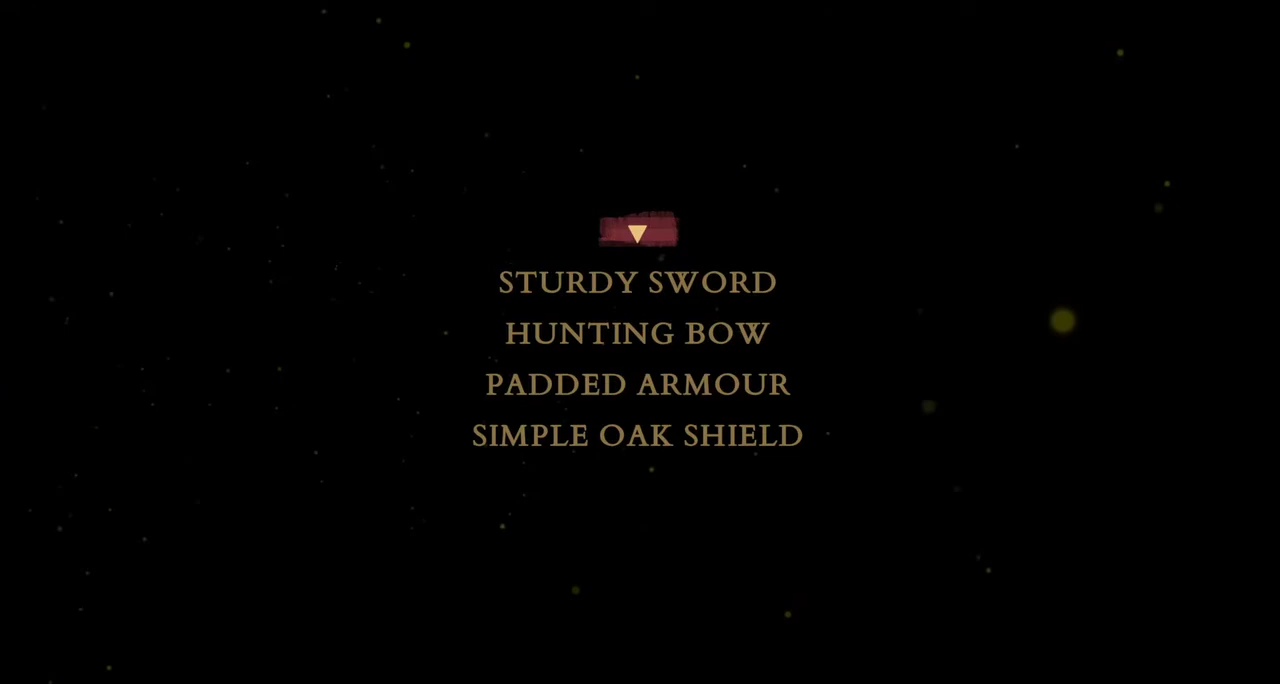 STURDY SWORD
HUNTING BOW
PADDED ARMOUR
SIMPLE OAK SHIELD